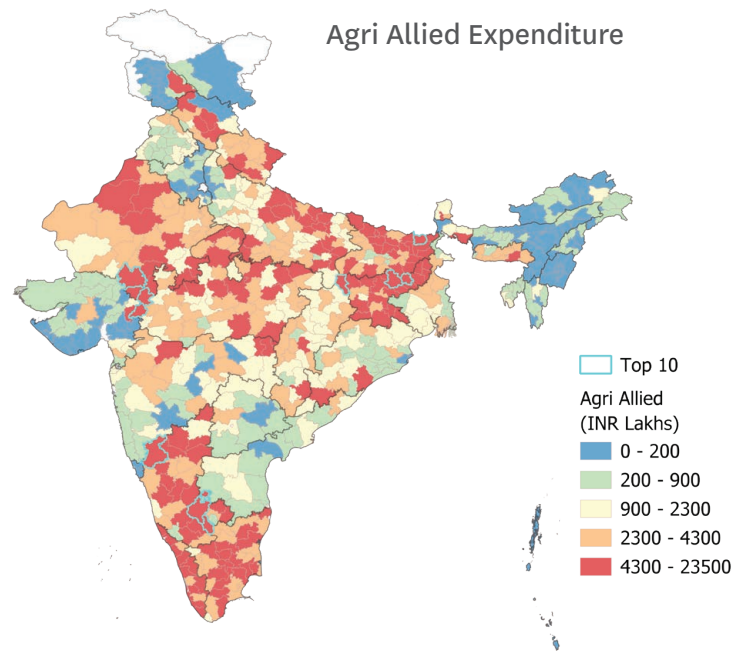 Agri Allied Expenditure
Top 10
Agri Allied
(INR Lakhs)
0 - 200
200 - 900
900 - 2300
2300 - 4300
4300 - 23500